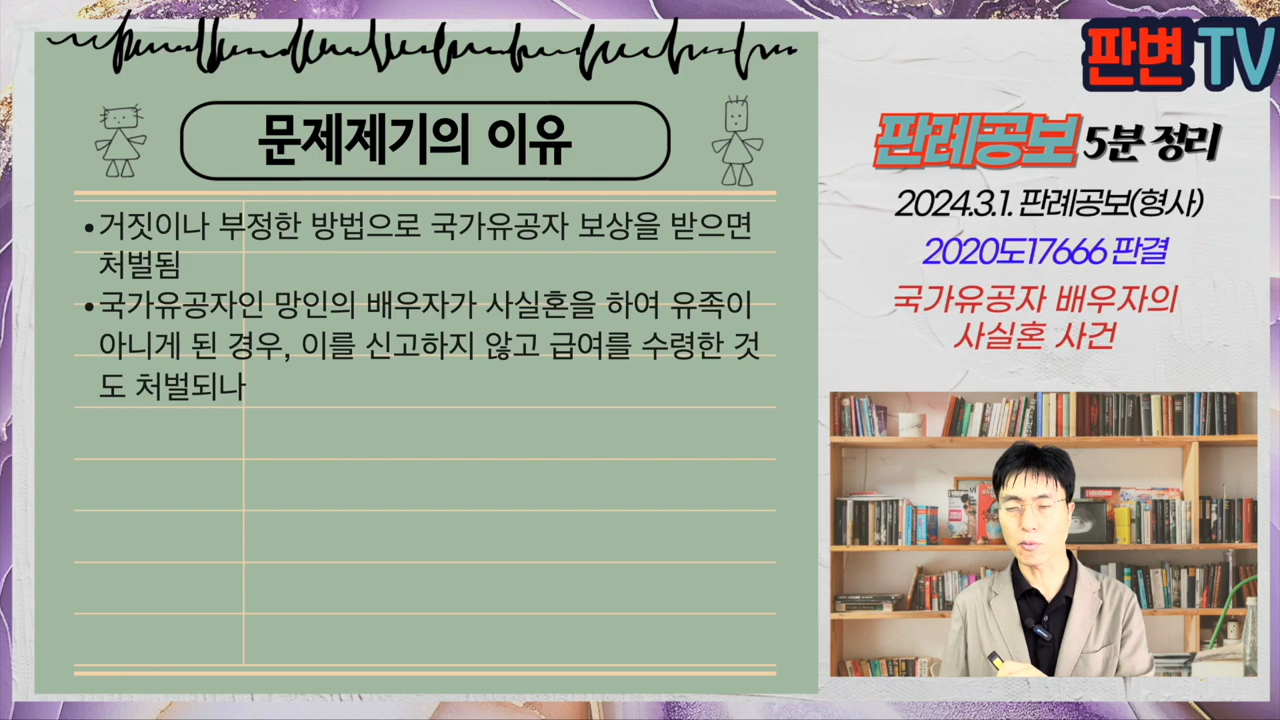 판변 TV
판례공보 5분 정리
2024.3.1. 판례공보(형사)
2020도17666 판결
국가유공자 배우자의
사실혼 사건
문제제기의 이유
•거짓이나 부정한 방법으로 국가유공자 보상을 받으면
처벌됨
•국가유공자인 망인의 배우자가 사실혼을 하여 유족이
아니게 된 경우, 이를 신고하지 않고 급여를 수령한 것
도 처벌되나